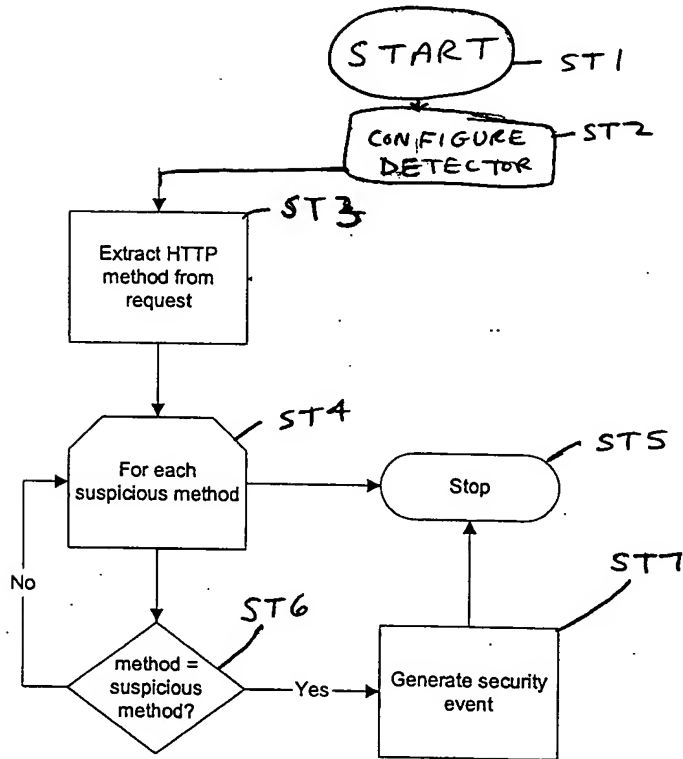 START
ST1
CONFIGURE
DETECTOR
ST2
ST3
Extract HTTP
method from
request
ST4
For each
suspicious method
ST5
Stop
No
ST6
method =
suspicious
method?
Yes
ST7
Generate security
event